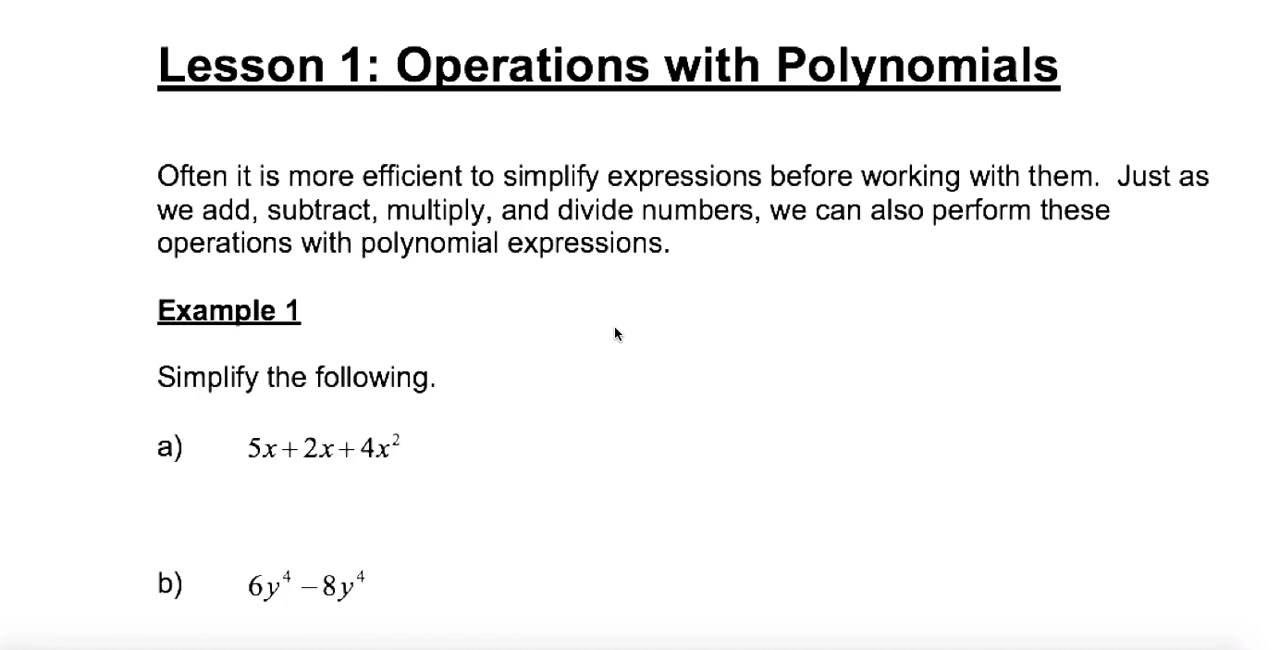 Lesson 1: Operations with Polynomials
Often it is more efficient to simplify expressions before working with them.  Just as
we add, subtract, multiply, and divide numbers, we can also perform these
operations with polynomial expressions.
Example 1
Simplify the following.
a) 5x + 2x + 4x²
b) 6y⁴ – 8y⁴